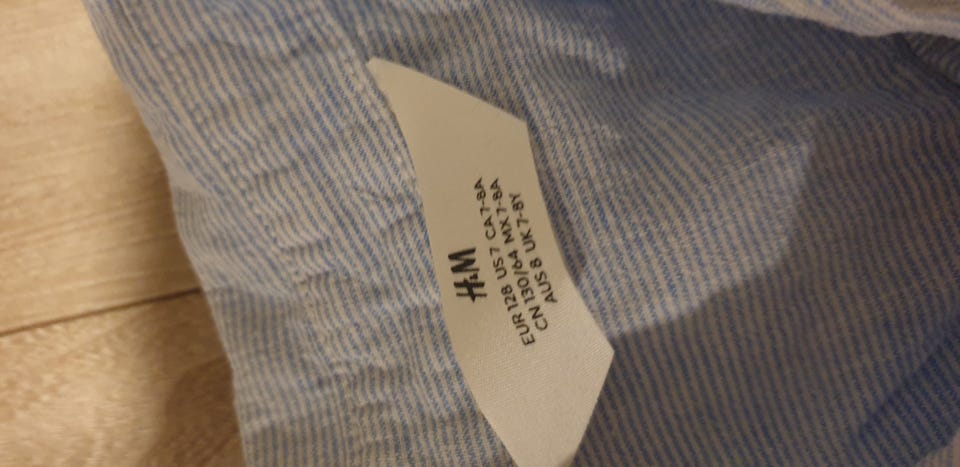 H&M
EUR 128 US 7 CA 7-8A
CN 130/64 MX 7-8A
AUS 8 UK 7-8Y